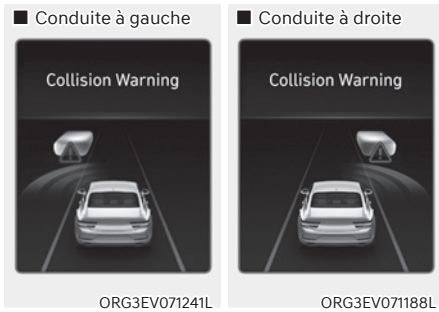 ■ Conduite à gauche
Collision Warning
ORG3EV071241L
■ Conduite à droite
Collision Warning
ORG3EV071188L